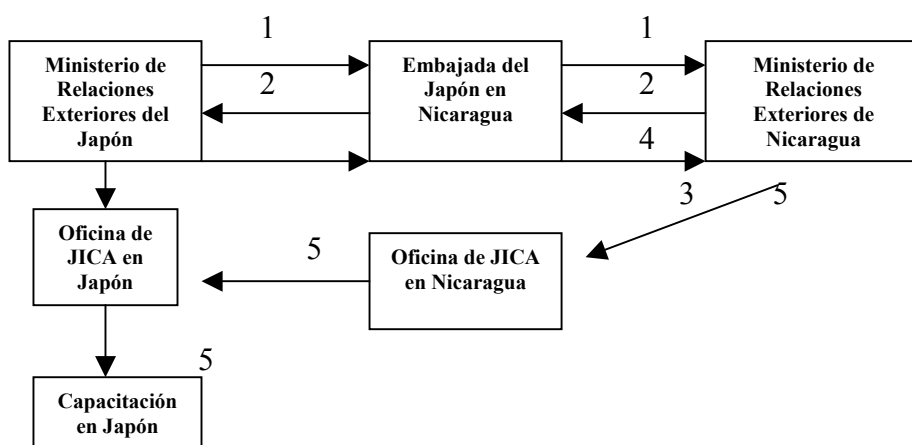 1
1
Ministerio de
Relaciones
Exteriores del
Japón
Embajada del
Japón en
Nicaragua
Ministerio de
Relaciones
Exteriores de
Nicaragua
2
2
4
3
5
Oficina de
JICA en
Japón
5
Oficina de JICA
en Nicaragua
5
Capacitación
en Japón